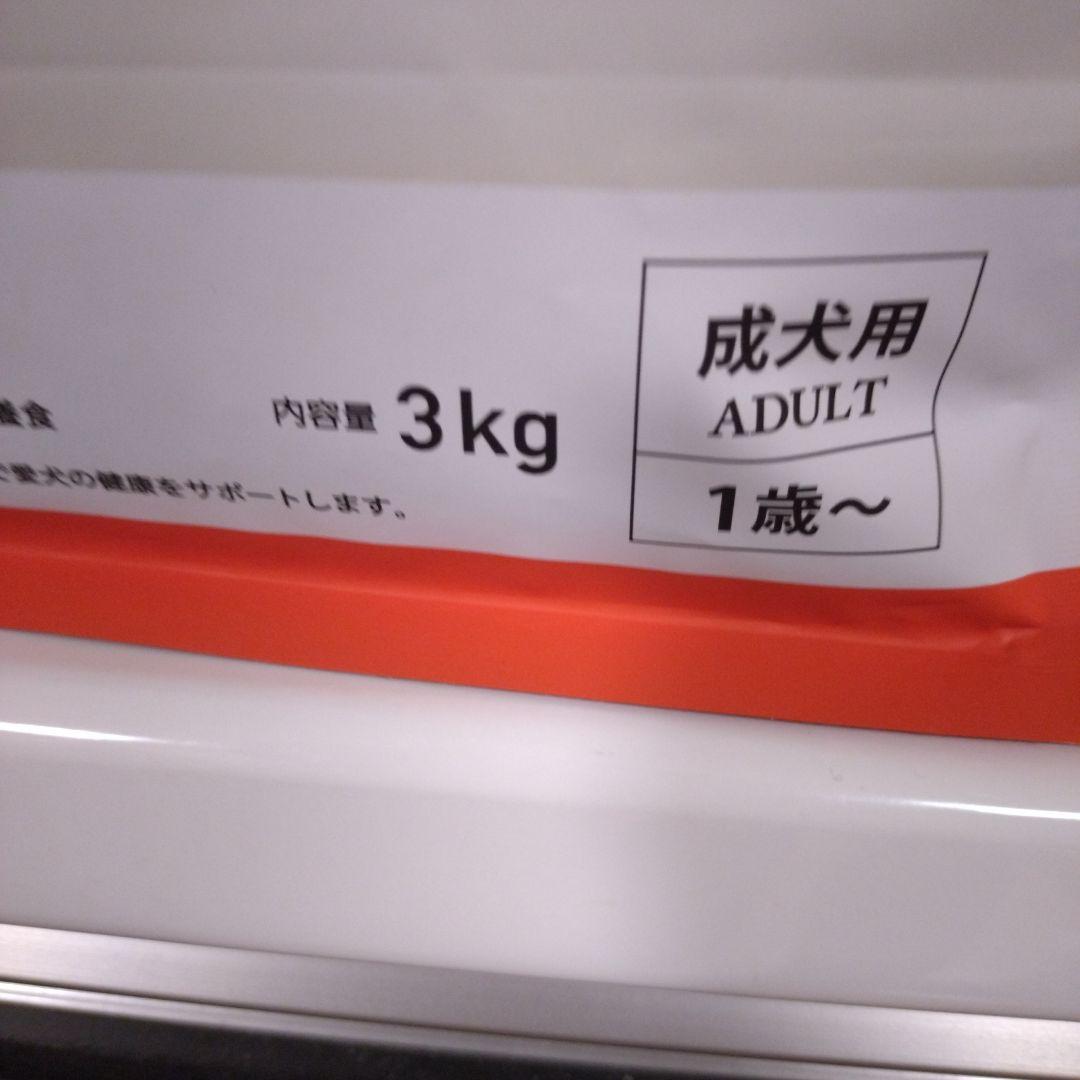 養食
内容量 3kg
で愛犬の健康をサポートします。
成犬用
ADULT
1歳～